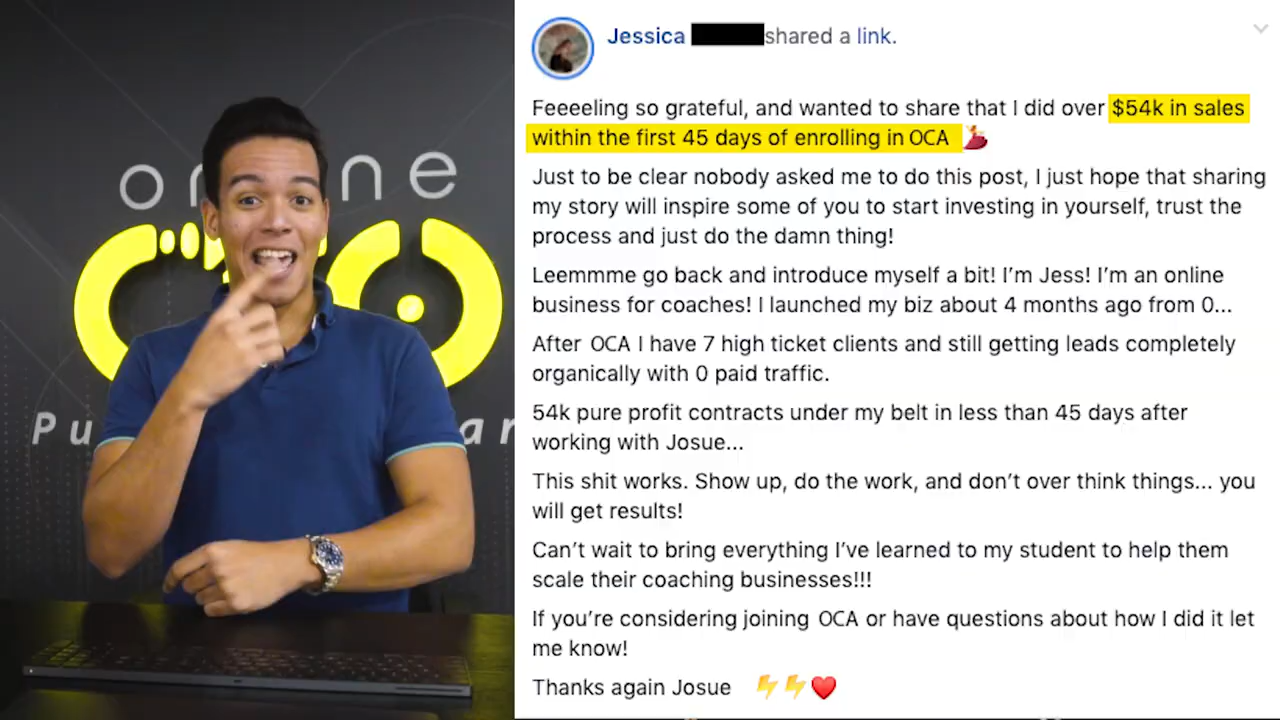 Jessica shared a link.
Feeeeling so grateful, and wanted to share that I did over $54k in sales
within the first 45 days of enrolling in OCA 💃
Just to be clear nobody asked me to do this post, I just hope that sharing
my story will inspire some of you to start investing in yourself, trust the
process and just do the damn thing!
Leemmme go back and introduce myself a bit! I'm Jess! I'm an online
business for coaches! I launched my biz about 4 months ago from 0...
After OCA I have 7 high ticket clients and still getting leads completely
organically with 0 paid traffic.
54k pure profit contracts under my belt in less than 45 days after
working with Josue...
This shit works. Show up, do the work, and don't over think things... you
will get results!
Can't wait to bring everything I've learned to my student to help them
scale their coaching businesses!!!
If you're considering joining OCA or have questions about how I did it let
me know!
Thanks again Josue ⚡⚡❤️